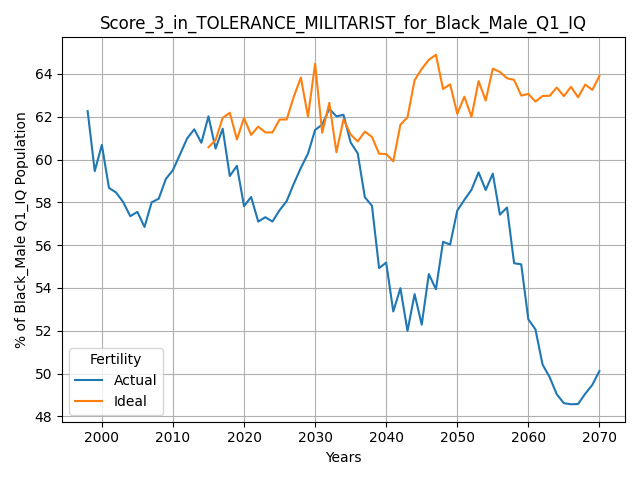 Score_3_in_TOLERANCE_MILITARIST_for_Black_Male_Q1_IQ
% of Black_Male Q1_IQ Population
64
62
60
58
56
54
52
50
48
Fertility
Actual
Ideal
2000 2010 2020 2030 2040 2050 2060 2070
Years